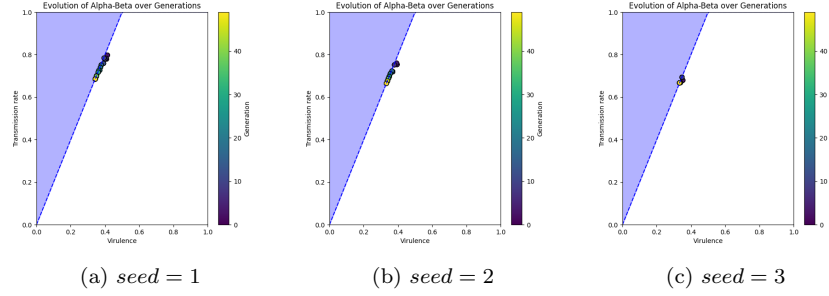 Evolution of Alpha-Beta over Generations
1.0
0.8
0.6
0.4
0.2
0.0
Transmission rate
0.0 0.2 0.4 0.6 0.8 1.0
Virulence
40
30
20
10
0
Generation
(a) seed = 1
Evolution of Alpha-Beta over Generations
1.0
0.8
0.6
0.4
0.2
0.0
Transmission rate
0.0 0.2 0.4 0.6 0.8 1.0
Virulence
40
30
20
10
0
Generation
(b) seed = 2
Evolution of Alpha-Beta over Generations
1.0
0.8
0.6
0.4
0.2
0.0
Transmission rate
0.0 0.2 0.4 0.6 0.8 1.0
Virulence
40
30
20
10
0
(c) seed = 3